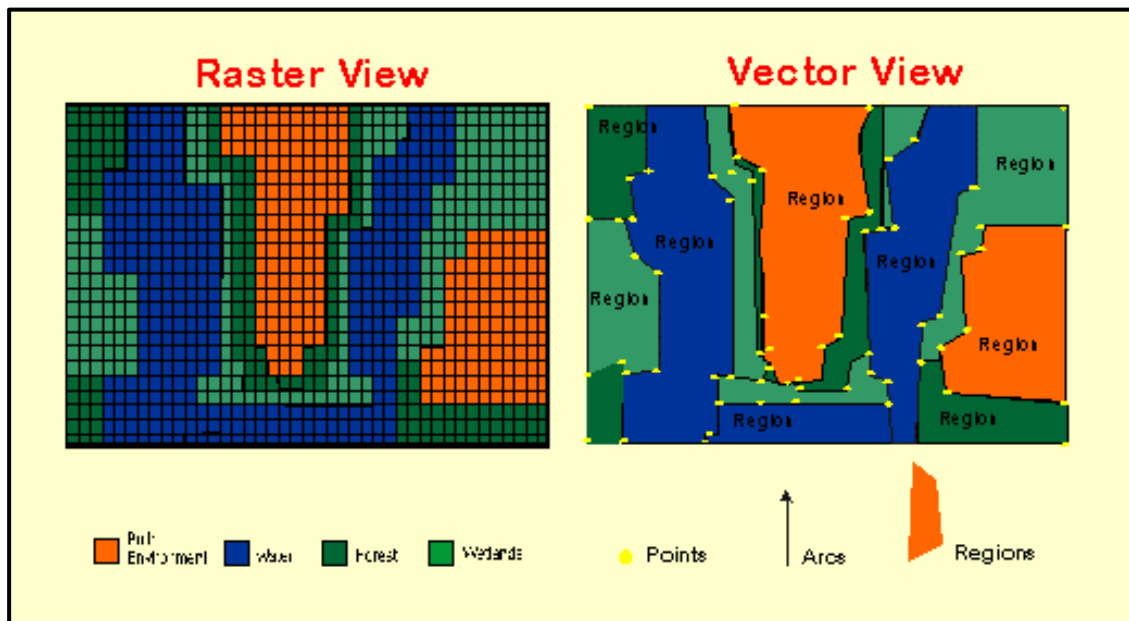 Raster View
Vector View
Region
Region
Region
Region
Region
Region
Region
Region
Region
Environment
Water
Forest
Wetlands
Points
Arcs
Regions